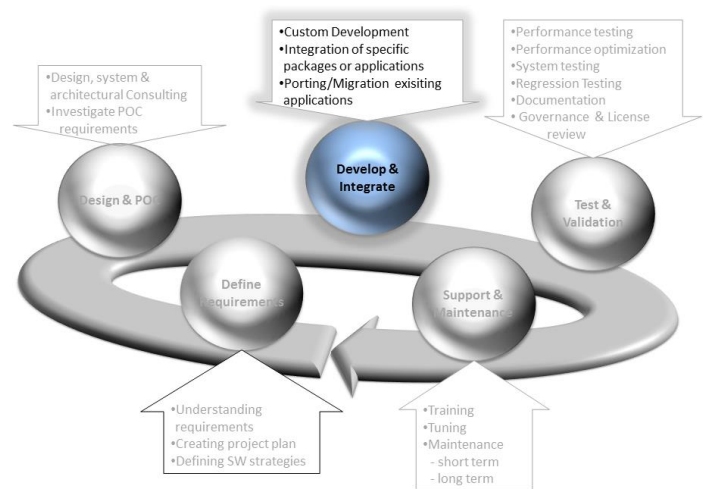 •Custom Development
•Integration of specific
packages or applications
•Porting/Migration exisiting
applications
•Performance testing
•Performance optimization
•System testing
•Regression Testing
•Documentation
• Governance & License
review
•Design, system &
architectural Consulting
•Investigate POC
requirements
Develop &
Integrate
Design & POC
Test &
Validation
Define
Requirements
Support &
Maintenance
•Understanding
requirements
•Creating project plan
•Defining SW strategies
•Training
•Tuning
•Maintenance
- short term
- long term